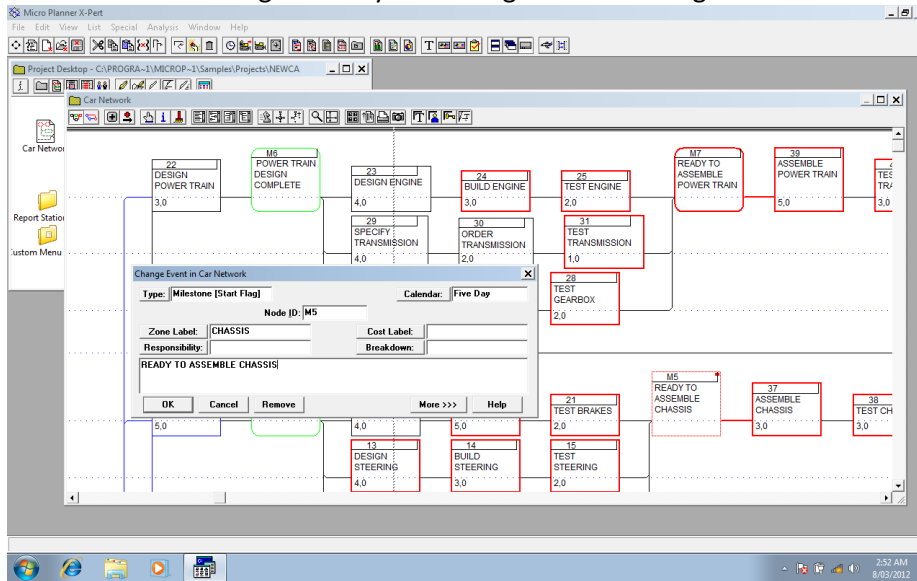 Micro Planner X-Pert
File Edit View List Special Analysis Window Help
Project Desktop - C:\PROGRA~1\MICROP~1\Samples\Projects\NEWCA
Car Network
Car Networ
Report Statio
ustom Menu
22
DESIGN
POWER TRAIN
3,0
M6
POWER TRAIN
DESIGN
COMPLETE
23
DESIGN ENGINE
4,0
24
BUILD ENGINE
3,0
25
TEST ENGINE
2,0
M7
READY TO
ASSEMBLE
POWER TRAIN
39
ASSEMBLE
POWER TRAIN
5,0
TES
TRA
3,0
29
SPECIFY
TRANSMISSION
4,0
30
ORDER
TRANSMISSION
2,0
31
TEST
TRANSMISSION
1,0
28
TEST
GEARBOX
2,0
Change Event in Car Network
Type: Milestone [Start Flag] Calendar: Five Day
Node ID: M5
Zone Label: CHASSIS Cost Label:
Responsibility: Breakdown:
READY TO ASSEMBLE CHASSIS
OK Cancel Remove More >>> Help
5,0
4,0
5,0
21
TEST BRAKES
2,0
M5
READY TO
ASSEMBLE
CHASSIS
37
ASSEMBLE
CHASSIS
3,0
38
TEST CH
3,0
13
DESIGN
STEERING
4,0
14
BUILD
STEERING
3,0
15
TEST
STEERING
2,0
2:52 AM
8/03/2012